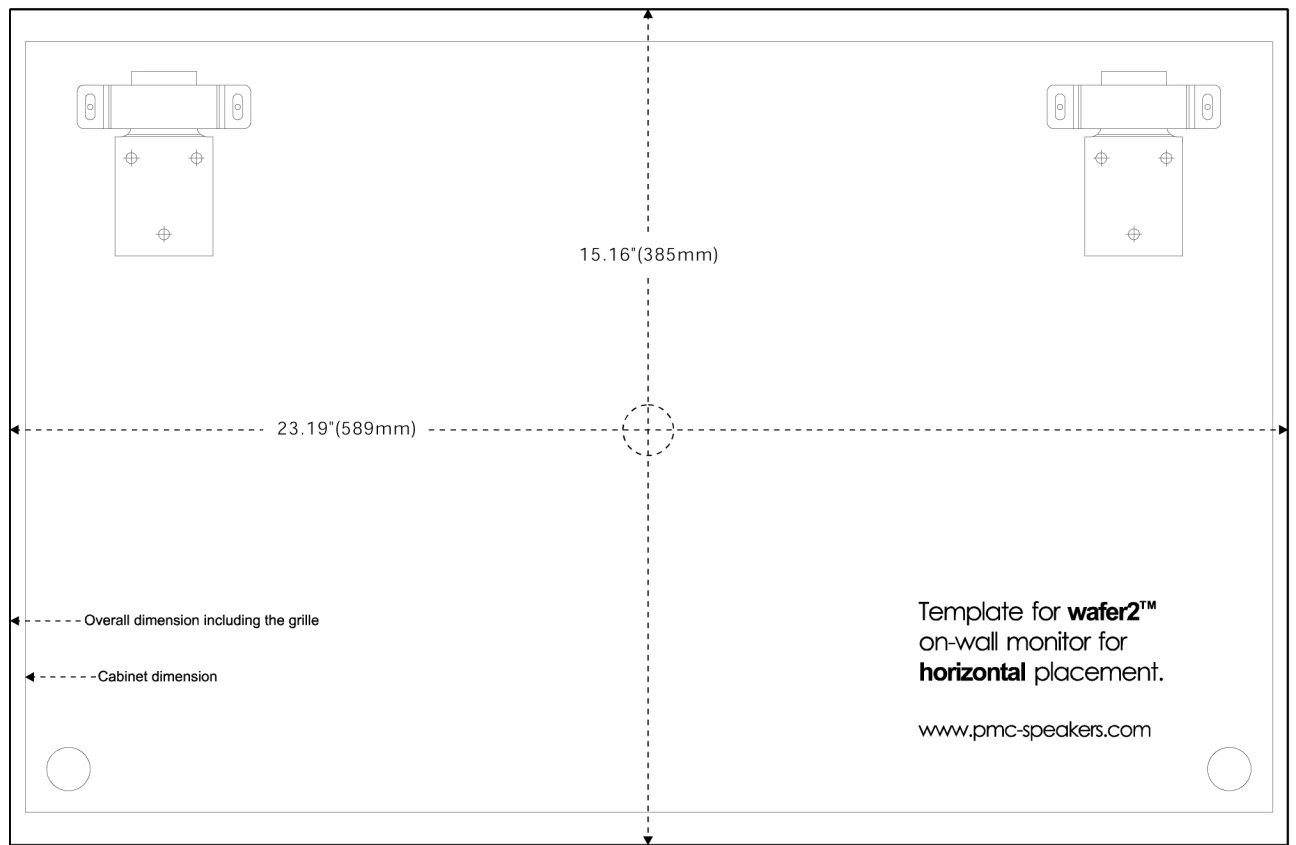 15.16"(385mm)
23.19"(589mm)
Overall dimension including the grille
Cabinet dimension
Template for wafer2™
on-wall monitor for
horizontal placement.
www.pmc-speakers.com